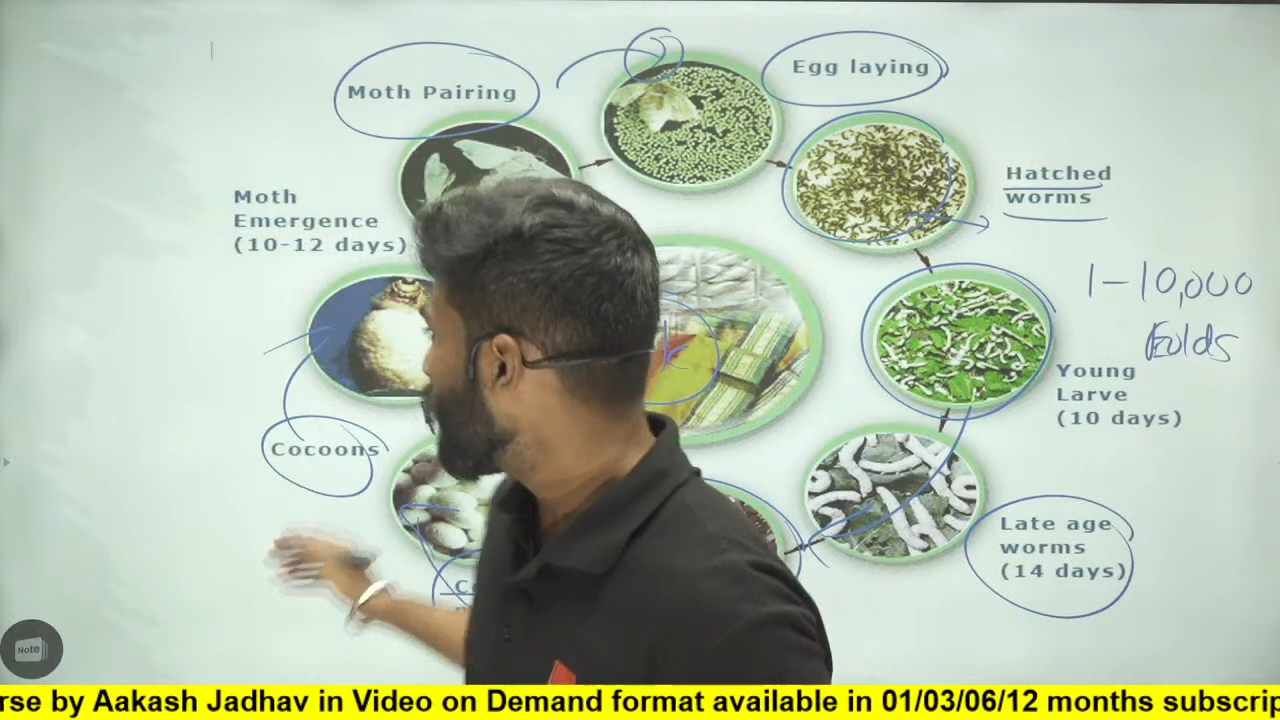 Moth Pairing
Egg laying
Moth
Emergence
(10-12 days)
Hatched
worms
1-10,000
Folds
Young
Larve
(10 days)
Cocoons
Late age
worms
(14 days)
Note
rse by Aakash Jadhav in Video on Demand format available in 01/03/06/12 months subscrip